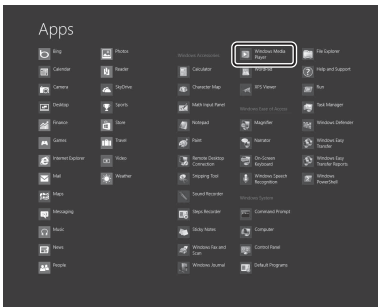 Apps
Bing
Calendar
Camera
Desktop
Finance
Games
Internet Explorer
Mail
Maps
Messaging
Music
News
People
Photos
Reader
SkyDrive
Sports
Store
Travel
Video
Weather
Windows Accessories
Calculator
Character Map
Math Input Panel
Notepad
Paint
Remote Desktop
Connection
Snipping Tool
Sound Recorder
Steps Recorder
Sticky Notes
Windows Fax and
Scan
Windows Journal
Windows Media
Player
WordPad
XPS Viewer
Windows Ease of Access
Magnifier
Narrator
On-Screen
Keyboard
Windows Speech
Recognition
Windows System
Command Prompt
Computer
Control Panel
Default Programs
File Explorer
Help and Support
Run
Task Manager
Windows Defender
Windows Easy
Transfer
Windows Easy
Transfer Reports
Windows
PowerShell